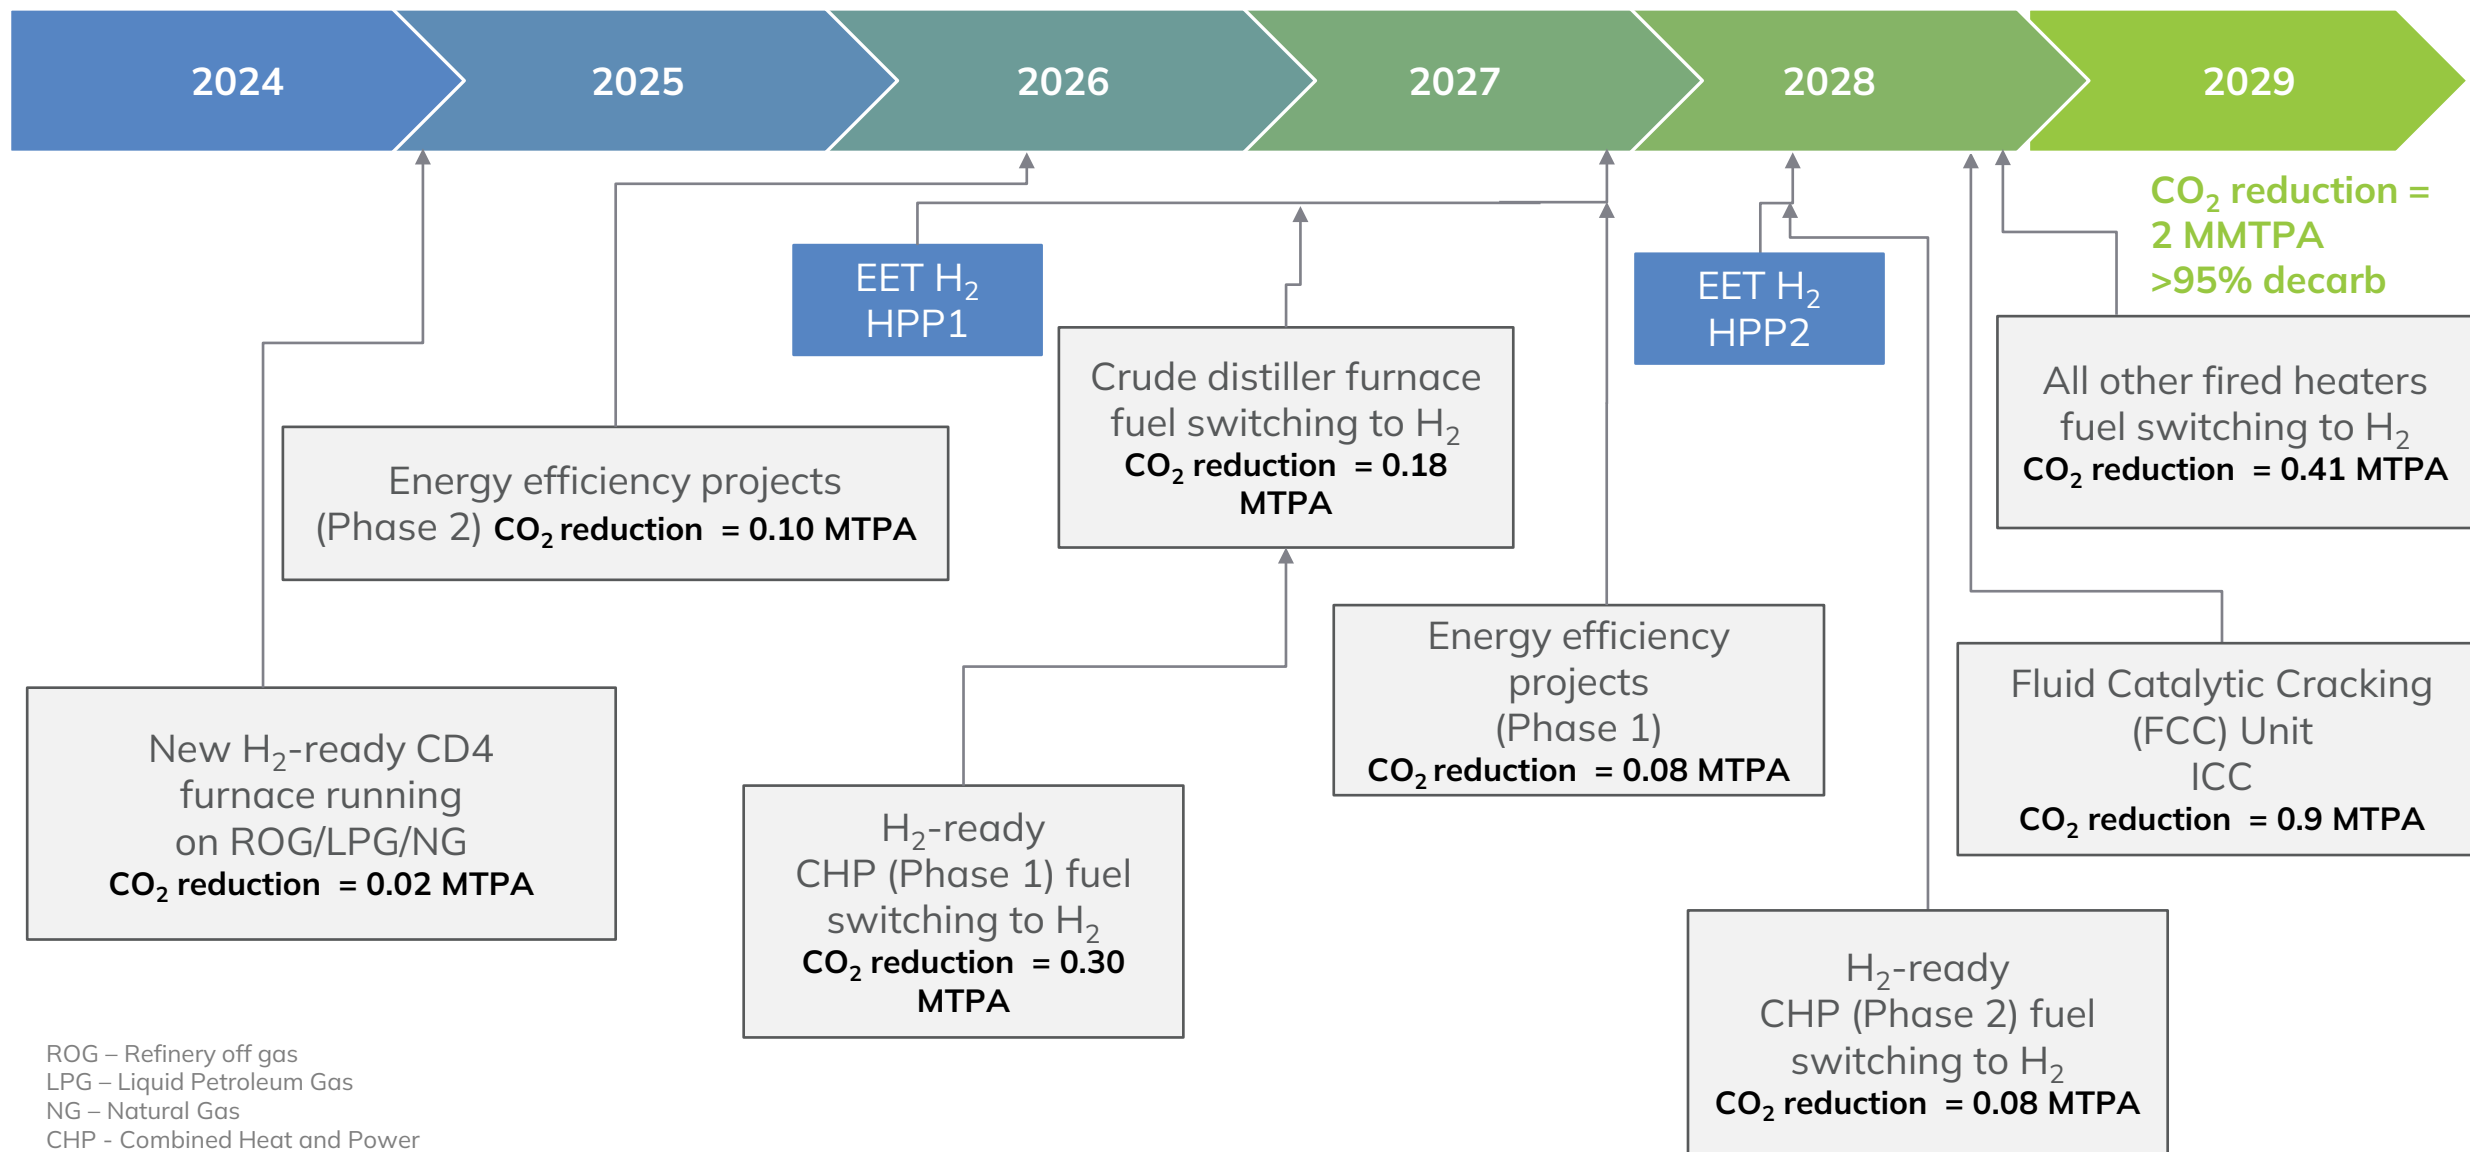 2024
2025
2026
2027
2028
2029
CO₂ reduction =
2 MMTPA
>95% decarb
EET H₂
HPP1
EET H₂
HPP2
Crude distiller furnace
fuel switching to H₂
CO₂ reduction = 0.18
MTPA
All other fired heaters
fuel switching to H₂
CO₂ reduction = 0.41 MTPA
Energy efficiency projects
(Phase 2) CO₂ reduction = 0.10 MTPA
Energy efficiency
projects
(Phase 1)
CO₂ reduction = 0.08 MTPA
Fluid Catalytic Cracking
(FCC) Unit
ICC
CO₂ reduction = 0.9 MTPA
New H₂-ready CD4
furnace running
on ROG/LPG/NG
CO₂ reduction = 0.02 MTPA
H₂-ready
CHP (Phase 1) fuel
switching to H₂
CO₂ reduction = 0.30
MTPA
H₂-ready
CHP (Phase 2) fuel
switching to H₂
CO₂ reduction = 0.08 MTPA
ROG – Refinery off gas
LPG – Liquid Petroleum Gas
NG – Natural Gas
CHP - Combined Heat and Power